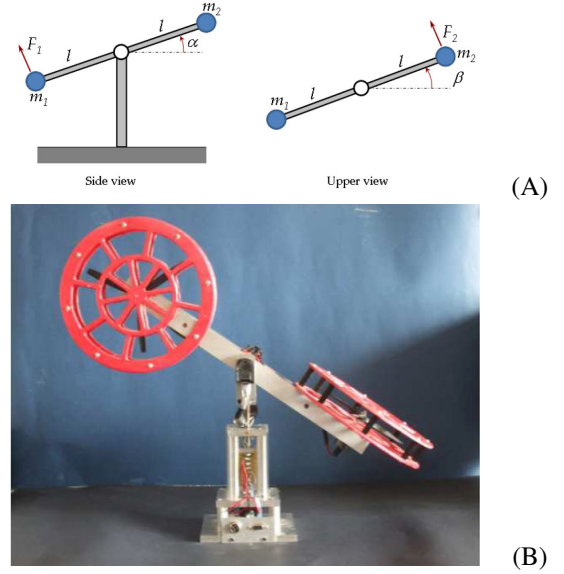 m₂
F₁
l
l
α
m₁
Side view
F₂
m₂
l
l
m₁
β
Upper view
(A)
(B)